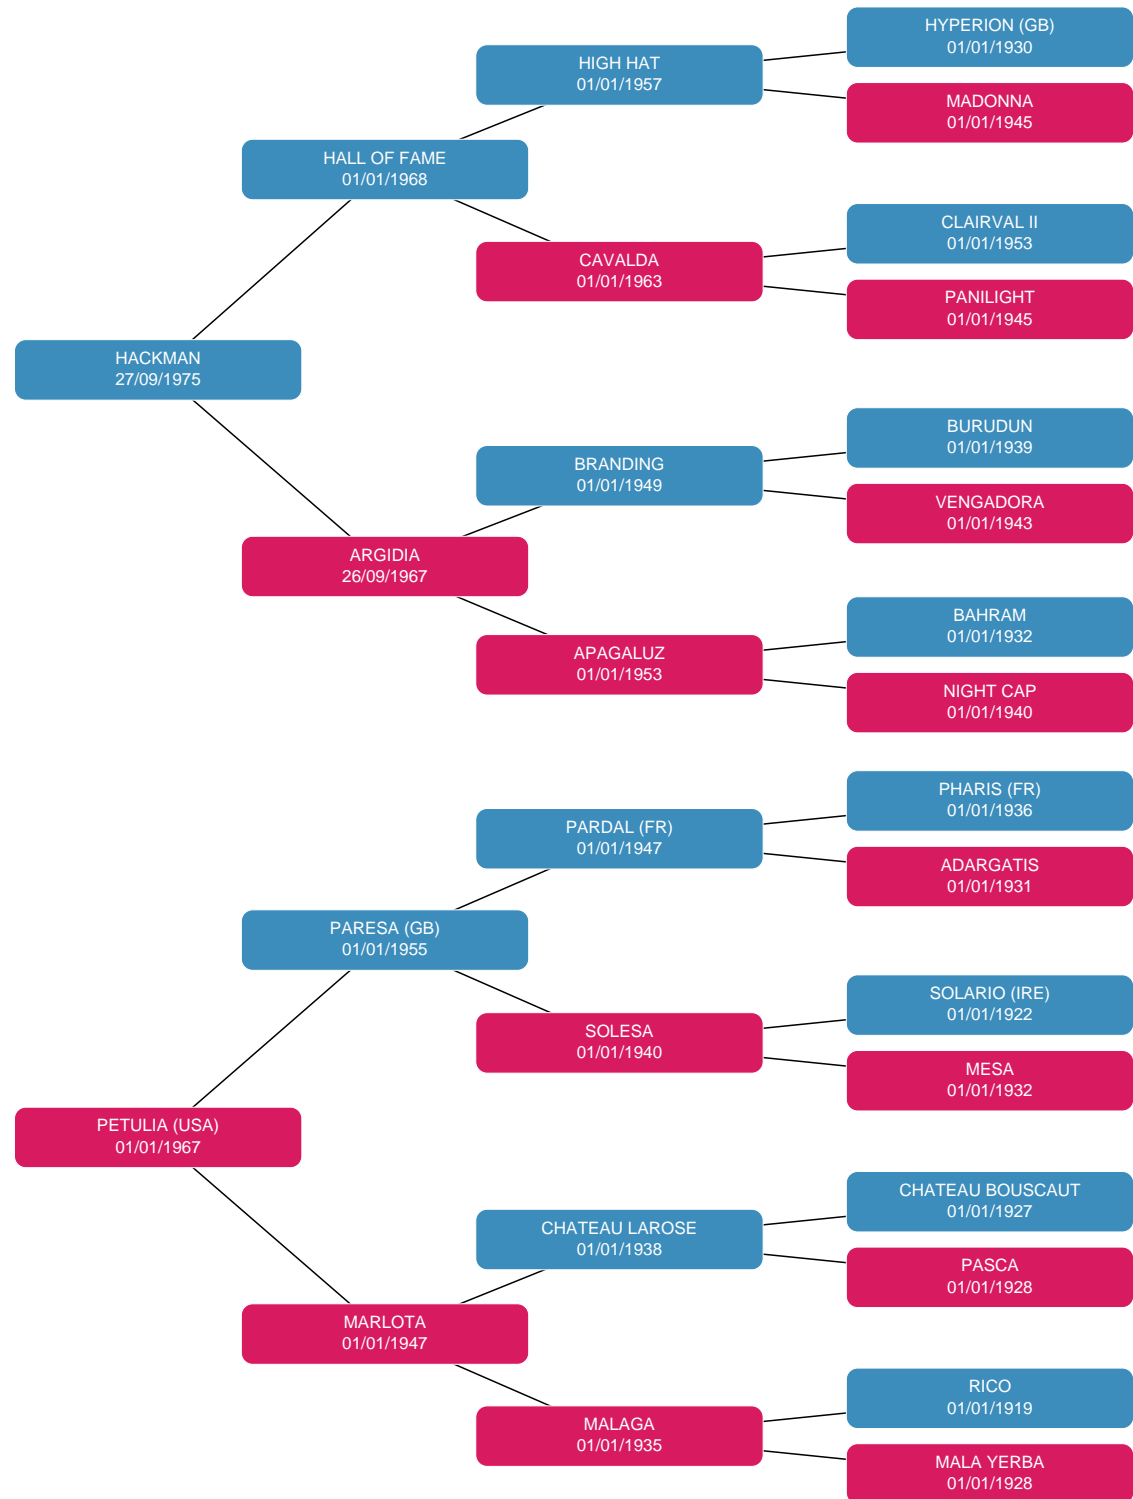 HYPERION (GB)
01/01/1930
HIGH HAT
01/01/1957
MADONNA
01/01/1945
HALL OF FAME
01/01/1968
CLAIRVAL II
01/01/1953
CAVALDA
01/01/1963
PANILIGHT
01/01/1945
HACKMAN
27/09/1975
BURUDUN
01/01/1939
BRANDING
01/01/1949
VENGADORA
01/01/1943
ARGIDIA
26/09/1967
BAHRAM
01/01/1932
APAGALUZ
01/01/1953
NIGHT CAP
01/01/1940
PHARIS (FR)
01/01/1936
PARDAL (FR)
01/01/1947
ADARGATIS
01/01/1931
PARESA (GB)
01/01/1955
SOLARIO (IRE)
01/01/1922
SOLESA
01/01/1940
MESA
01/01/1932
PETULIA (USA)
01/01/1967
CHATEAU BOUSCAUT
01/01/1927
CHATEAU LAROSE
01/01/1938
PASCA
01/01/1928
MARLOTA
01/01/1947
RICO
01/01/1919
MALAGA
01/01/1935
MALA YERBA
01/01/1928